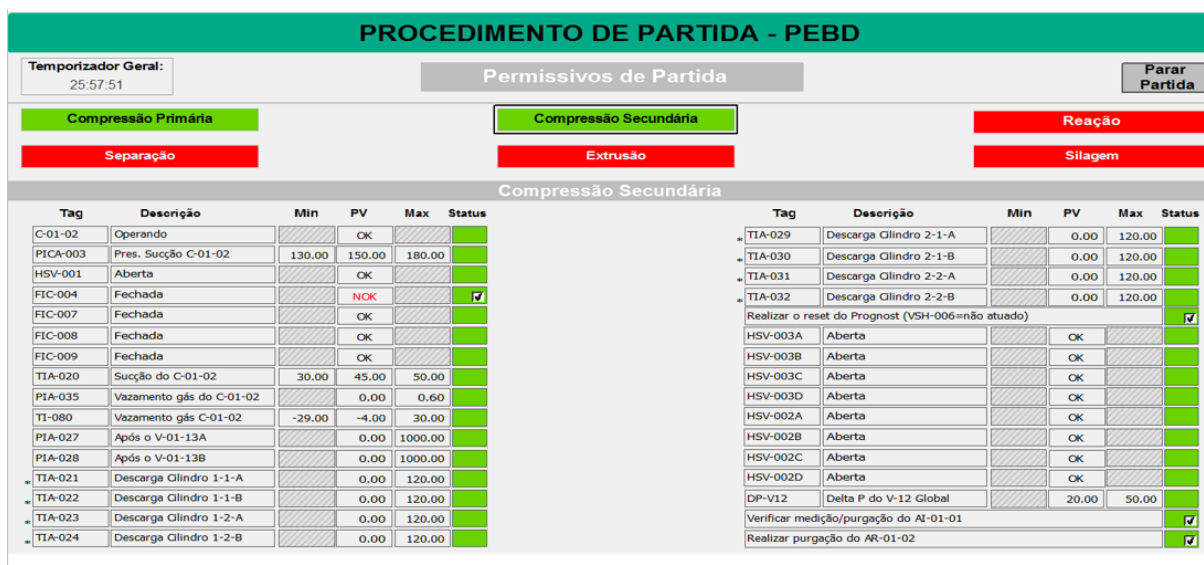 PROCEDIMENTO DE PARTIDA - PEBD
Temporizador Geral:
25:57:51
Permissivos de Partida
Parar
Partida
Compressão Primária
Compressão Secundária
Reação
Separação
Extrusão
Silagem
Compressão Secundária
Tag Descrição Min PV Max Status
C-01-02 Operando OK
PICA-003 Pres. Sucção C-01-02 130.00 150.00 180.00
HSV-001 Aberta OK
FIC-004 Fechada NOK
FIC-007 Fechada OK
FIC-008 Fechada OK
FIC-009 Fechada OK
TIA-020 Sucção do C-01-02 30.00 45.00 50.00
PIA-035 Vazamento gás do C-01-02 0.00 0.60
TI-080 Vazamento gás C-01-02 -29.00 -4.00 30.00
PIA-027 Após o V-01-13A 0.00 1000.00
PIA-028 Após o V-01-13B 0.00 1000.00
* TIA-021 Descarga Cilindro 1-1-A 0.00 120.00
* TIA-022 Descarga Cilindro 1-1-B 0.00 120.00
* TIA-023 Descarga Cilindro 1-2-A 0.00 120.00
* TIA-024 Descarga Cilindro 1-2-B 0.00 120.00
Tag Descrição Min PV Max Status
* TIA-029 Descarga Cilindro 2-1-A 0.00 120.00
* TIA-030 Descarga Cilindro 2-1-B 0.00 120.00
* TIA-031 Descarga Cilindro 2-2-A 0.00 120.00
* TIA-032 Descarga Cilindro 2-2-B 0.00 120.00
Realizar o reset do Prognost (VSH-006=não atuado)
HSV-003A Aberta OK
HSV-003B Aberta OK
HSV-003C Aberta OK
HSV-003D Aberta OK
HSV-002A Aberta OK
HSV-002B Aberta OK
HSV-002C Aberta OK
HSV-002D Aberta OK
DP-V12 Delta P do V-12 Global 20.00 50.00
Verificar medição/purgação do AI-01-01
Realizar purgação do AR-01-02